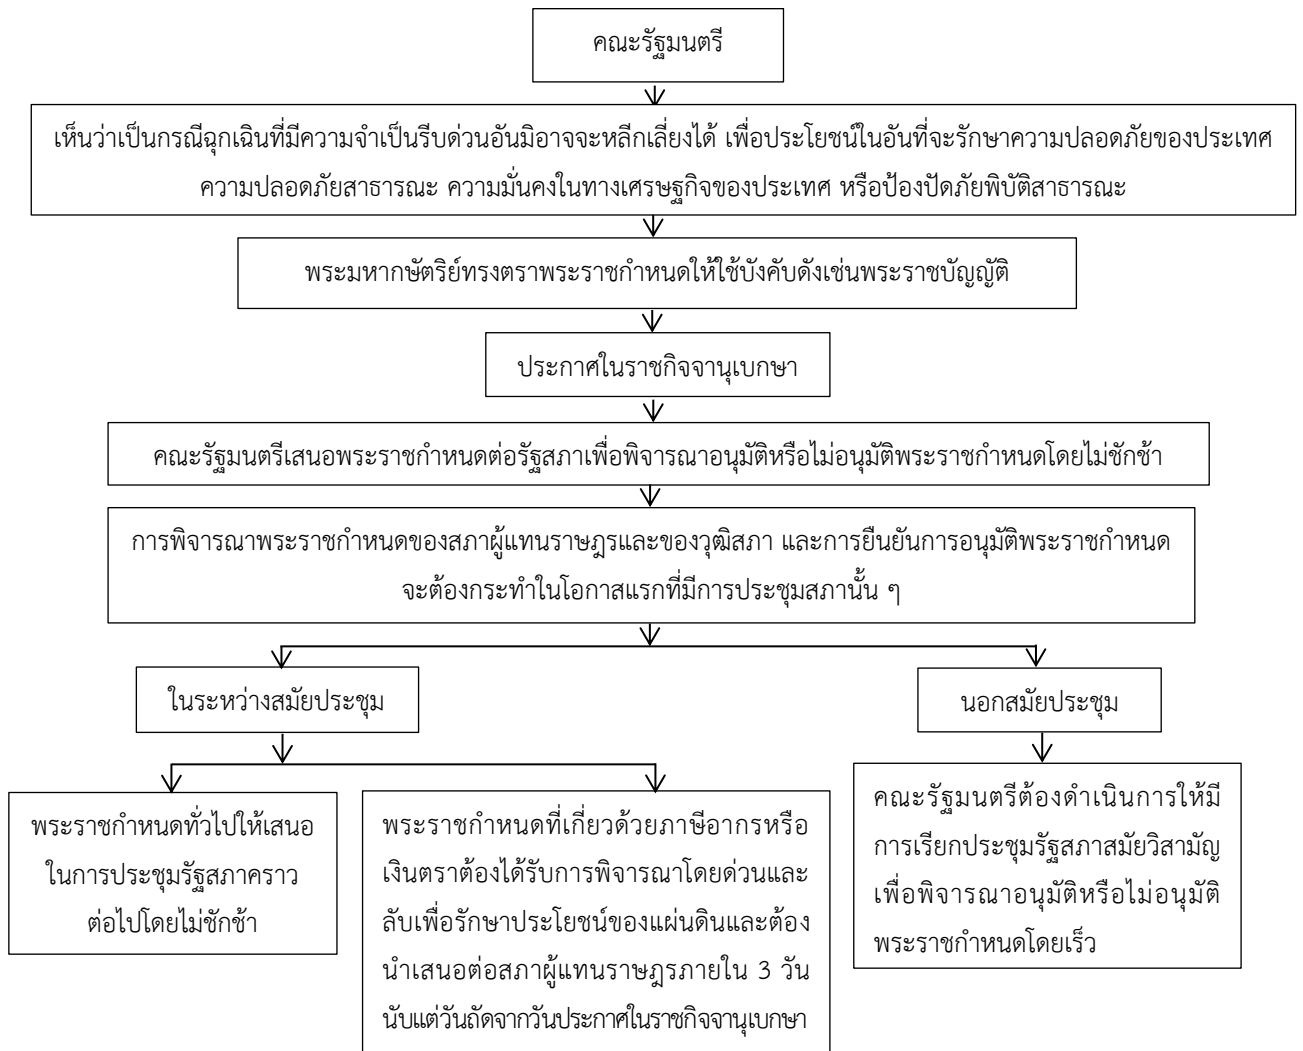 คณะรัฐมนตรี
เห็นว่าเป็นกรณีฉุกเฉินที่มีความจำเป็นรีบด่วนอันมิอาจจะหลีกเลี่ยงได้ เพื่อประโยชน์ในอันที่จะรักษาความปลอดภัยของประเทศ
ความปลอดภัยสาธารณะ ความมั่นคงในทางเศรษฐกิจของประเทศ หรือป้องปัดภัยพิบัติสาธารณะ
พระมหากษัตริย์ทรงตราพระราชกำหนดให้ใช้บังคับดังเช่นพระราชบัญญัติ
ประกาศในราชกิจจานุเบกษา
คณะรัฐมนตรีเสนอพระราชกำหนดต่อรัฐสภาเพื่อพิจารณาอนุมัติหรือไม่อนุมัติพระราชกำหนดโดยไม่ชักช้า
การพิจารณาพระราชกำหนดของสภาผู้แทนราษฎรและของวุฒิสภา และการยืนยันการอนุมัติพระราชกำหนด
จะต้องกระทำในโอกาสแรกที่มีการประชุมสภานั้น ๆ
ในระหว่างสมัยประชุม
นอกสมัยประชุม
พระราชกำหนดทั่วไปให้เสนอ
ในการประชุมรัฐสภาคราว
ต่อไปโดยไม่ชักช้า
พระราชกำหนดที่เกี่ยวด้วยภาษีอากรหรือ
เงินตราต้องได้รับการพิจารณาโดยด่วนและ
ลับเพื่อรักษาประโยชน์ของแผ่นดินและต้อง
นำเสนอต่อสภาผู้แทนราษฎรภายใน 3 วัน
นับแต่วันถัดจากวันประกาศในราชกิจจานุเบกษา
คณะรัฐมนตรีต้องดำเนินการให้มี
การเรียกประชุมรัฐสภาสมัยวิสามัญ
เพื่อพิจารณาอนุมัติหรือไม่อนุมัติ
พระราชกำหนดโดยเร็ว